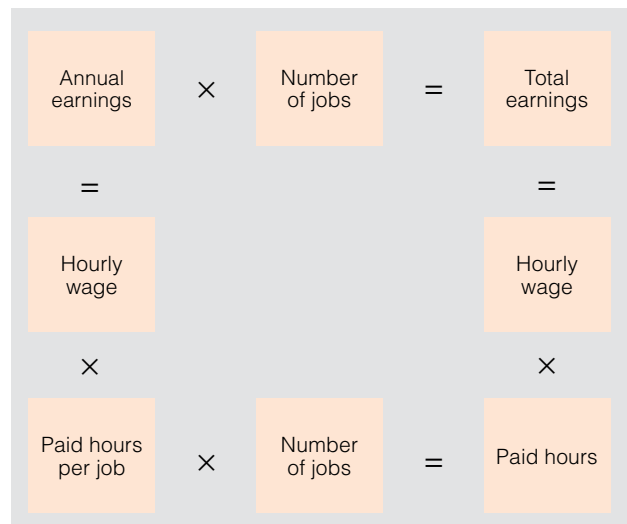 Annual
earnings
×
Number
of jobs
=
Total
earnings
=
=
Hourly
wage
Hourly
wage
×
×
Paid hours
per job
×
Number
of jobs
=
Paid hours